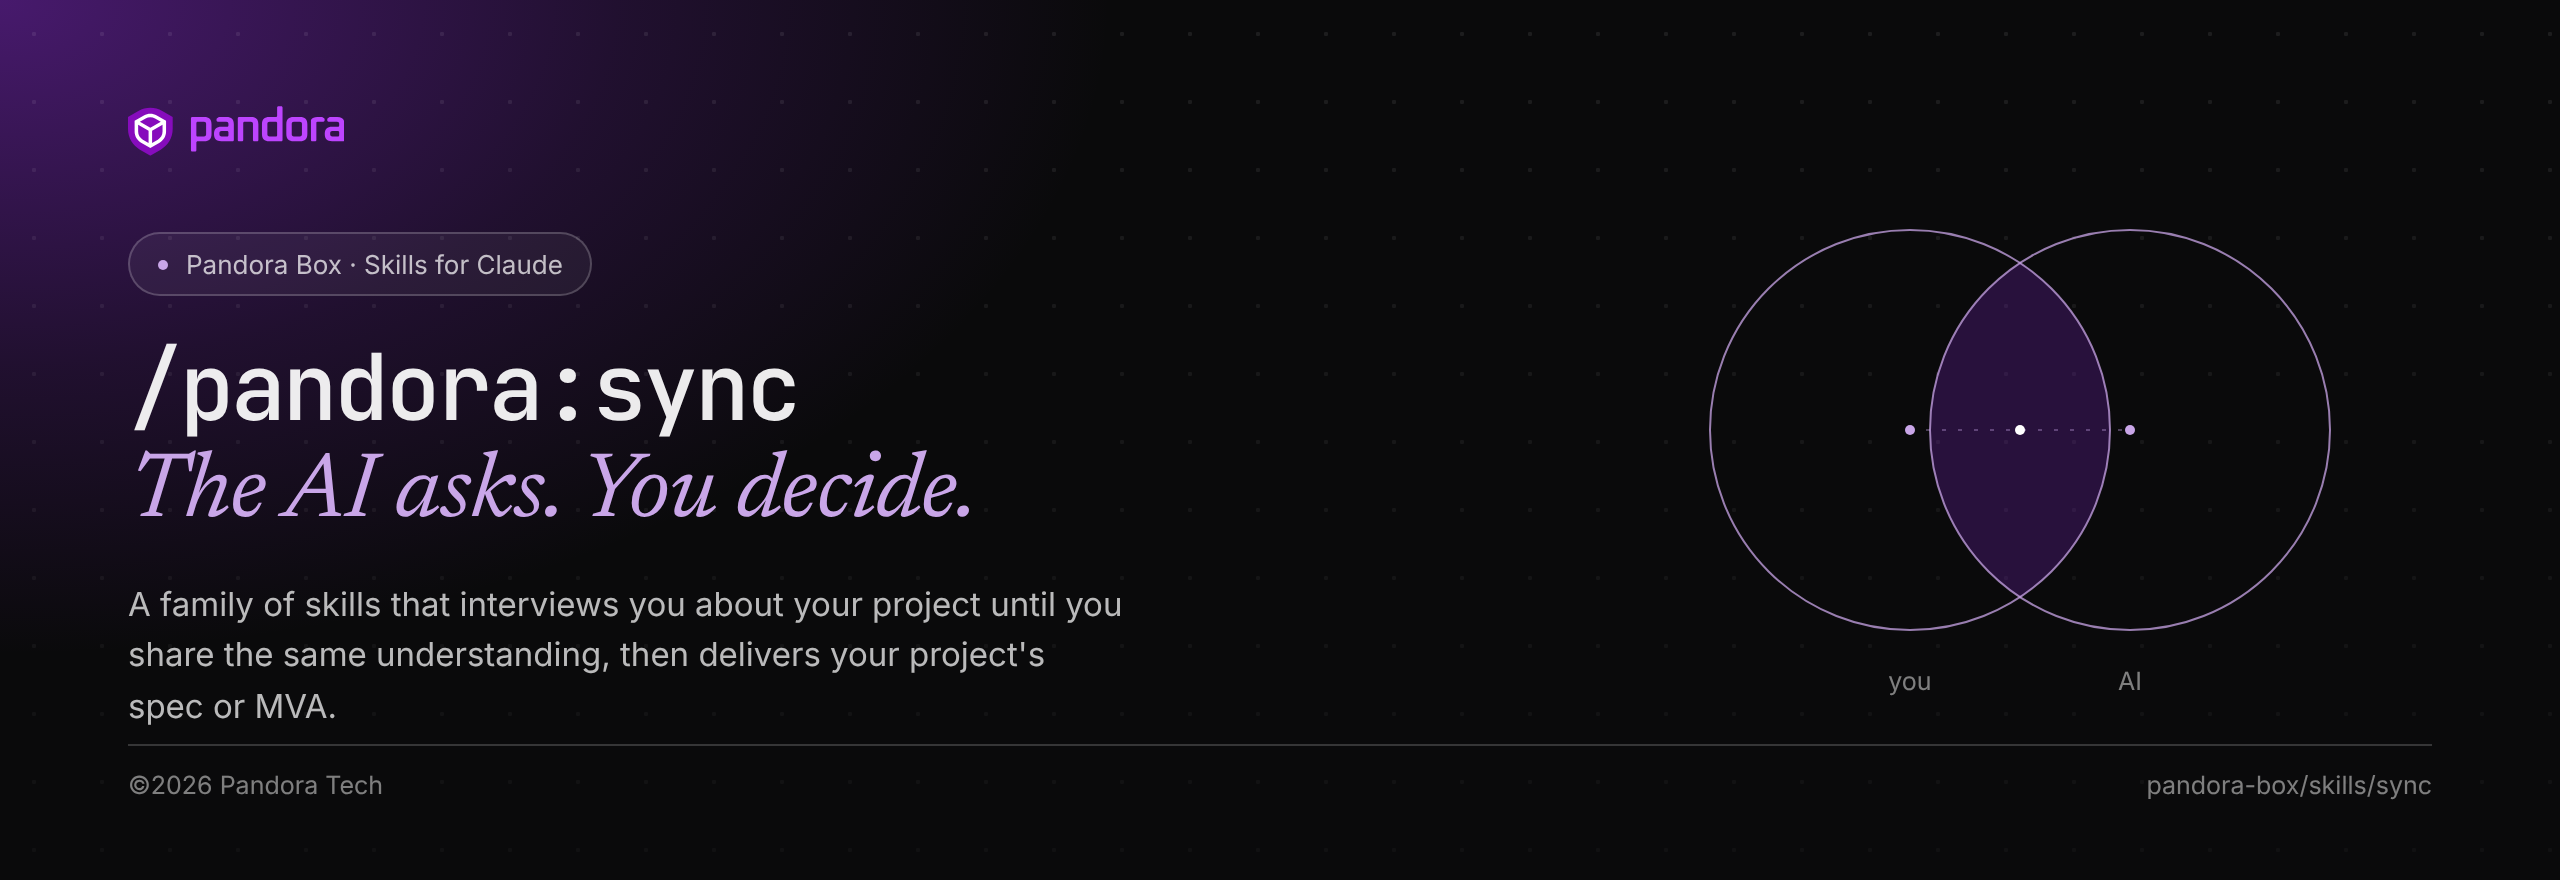 pandora
Pandora Box · Skills for Claude
/pandora:sync
The AI asks. You decide.
A family of skills that interviews you about your project until you
share the same understanding, then delivers your project's
spec or MVA.
you
AI
©2026 Pandora Tech
pandora-box/skills/sync